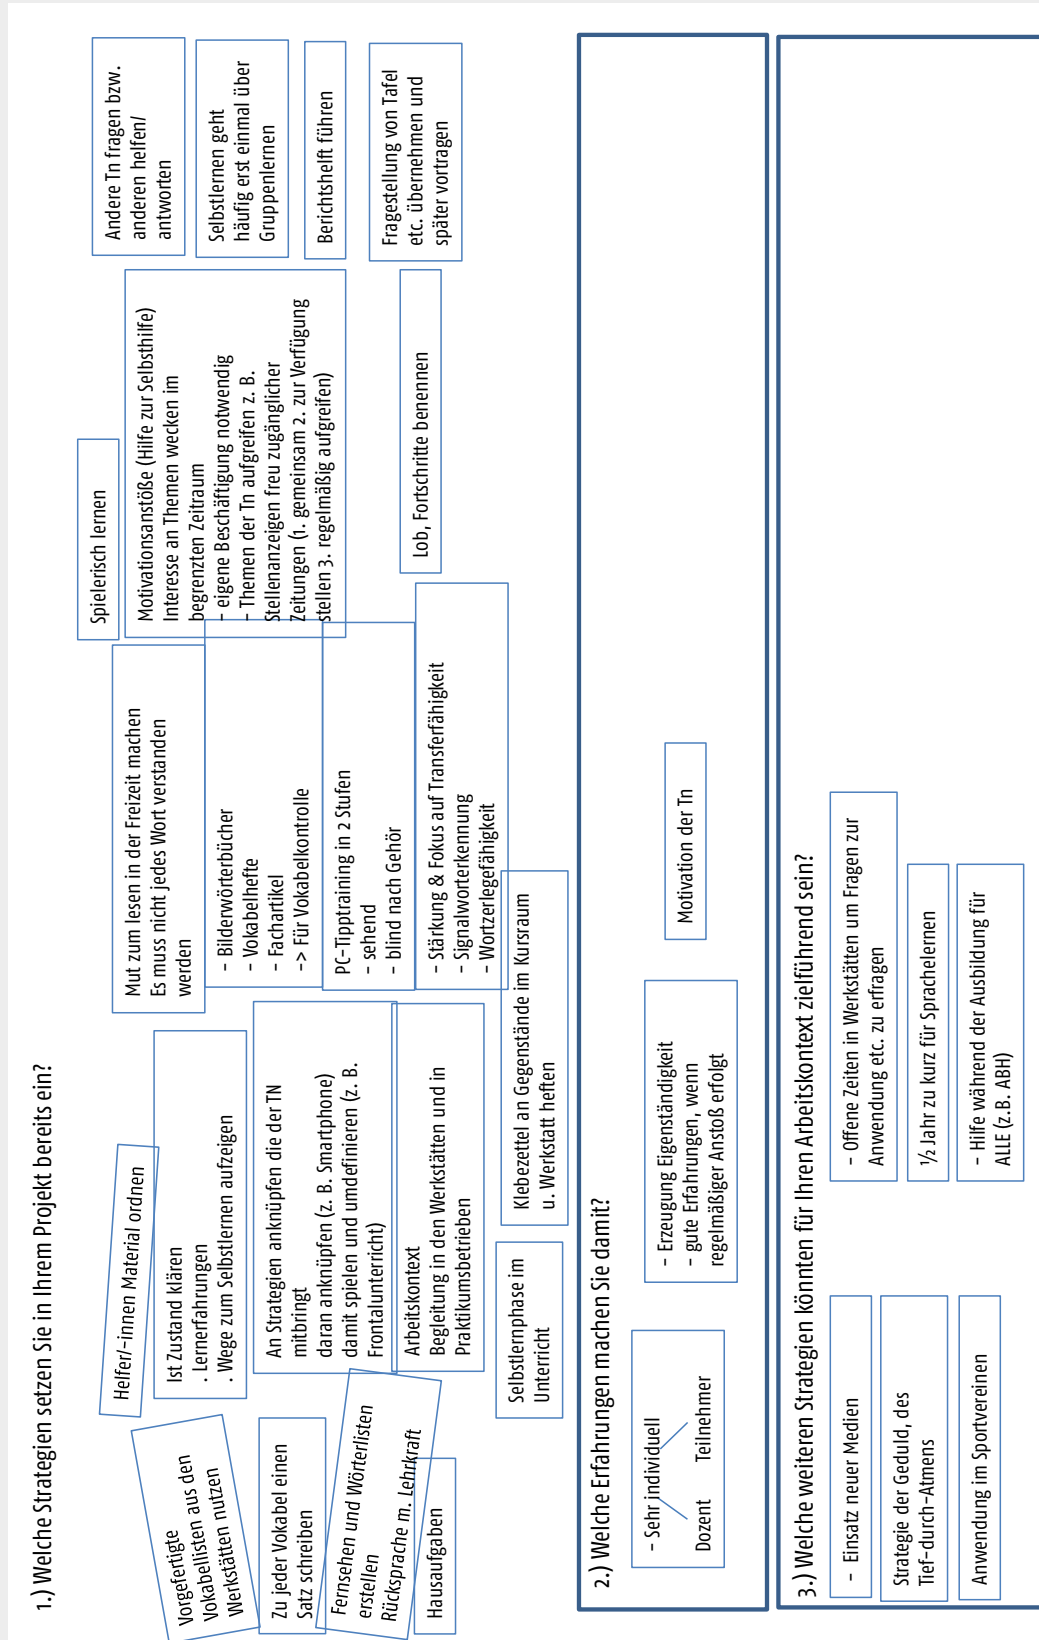 1.) Welche Strategien setzen Sie in Ihrem Projekt bereits ein?
Vorgefertigte
Vokabellisten aus den
Werkstätten nutzen
Helfer/-innen Material ordnen
Ist Zustand klären
. Lernerfahrungen
. Wege zum Selbstlernen aufzeigen
Mut zum lesen in der Freizeit machen
Es muss nicht jedes Wort verstanden
werden
Spielerisch lernen
Motivationsanstöße (Hilfe zur Selbsthilfe)
Interesse an Themen wecken im
begrenzten Zeitraum
- eigene Beschäftigung notwendig
- Themen der Tn aufgreifen z. B.
Stellenanzeigen freu zugänglicher
Zeitungen (1. gemeinsam 2. zur Verfügung
stellen 3. regelmäßig aufgreifen)
Andere Tn fragen bzw.
anderen helfen/
antworten
Selbstlernen geht
häufig erst einmal über
Gruppenlernen
Berichtshelft führen
Fragestellung von Tafel
etc. übernehmen und
später vortragen
Zu jeder Vokabel einen
Satz schreiben
An Strategien anknüpfen die der TN
mitbringt
daran anknüpfen (z. B. Smartphone)
damit spielen und umdefinieren (z. B.
Frontalunterricht)
- Bilderwörterbücher
- Vokabelhefte
- Fachartikel
-> Für Vokabelkontrolle
PC-Tipptraining in 2 Stufen
- sehend
- blind nach Gehör
Lob, Fortschritte benennen
Fernsehen und Wörterlisten
erstellen
Rücksprache m. Lehrkraft
Arbeitskontext
Begleitung in den Werkstätten und in
Praktikumsbetrieben
- Stärkung & Fokus auf Transferfähigkeit
- Signalworterkennung
- Wortzerlegefähigkeit
Hausaufgaben
Selbstlernphase im
Unterricht
Klebezettel an Gegenstände im Kursraum
u. Werkstatt heften
2.) Welche Erfahrungen machen Sie damit?
- Sehr individuell
Dozent Teilnehmer
- Erzeugung Eigenständigkeit
- gute Erfahrungen, wenn
regelmäßiger Anstoß erfolgt
Motivation der Tn
3.) Welche weiteren Strategien könnten für Ihren Arbeitskontext zielführend sein?
- Einsatz neuer Medien
Strategie der Geduld, des
Tief-durch-Atmens
Anwendung im Sportvereinen
- Offene Zeiten in Werkstätten um Fragen zur
Anwendung etc. zu erfragen
½ Jahr zu kurz für Sprachelernen
- Hilfe während der Ausbildung für
ALLE (z.B. ABH)